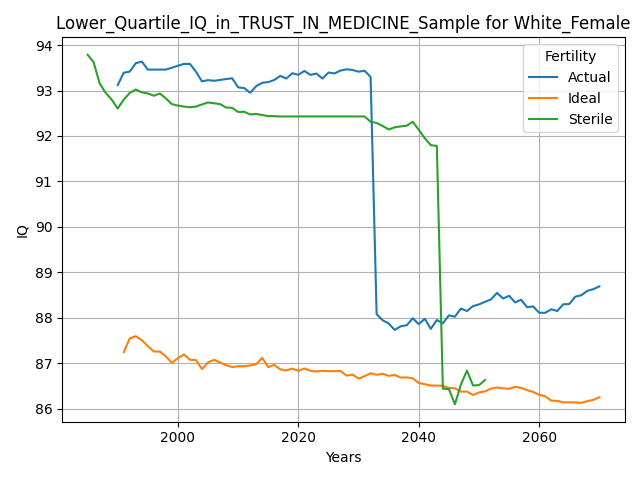 Lower_Quartile_IQ_in_TRUST_IN_MEDICINE_Sample for White_Female
94
93
92
91
90
89
88
87
86
IQ
Fertility
Actual
Ideal
Sterile
2000 2020 2040 2060
Years